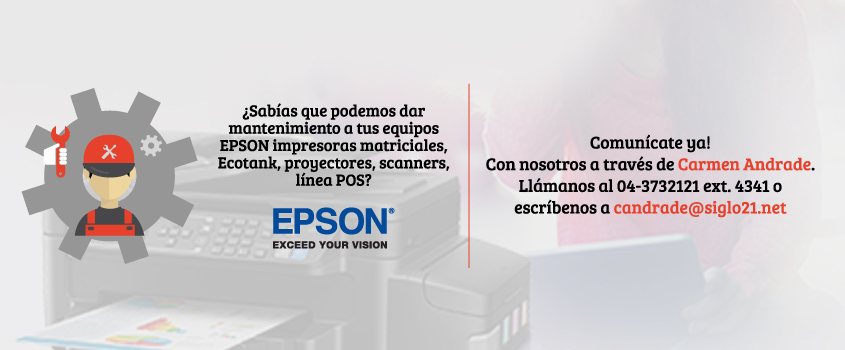 ¿Sabías que podemos dar
mantenimiento a tus equipos
EPSON impresoras matriciales,
Ecotank, proyectores, scanners,
línea POS?
EPSON®
EXCEED YOUR VISION
Comunícate ya!
Con nosotros a través de Carmen Andrade.
Llámanos al 04-3732121 ext. 4341 o
escríbenos a candrade@siglo21.net